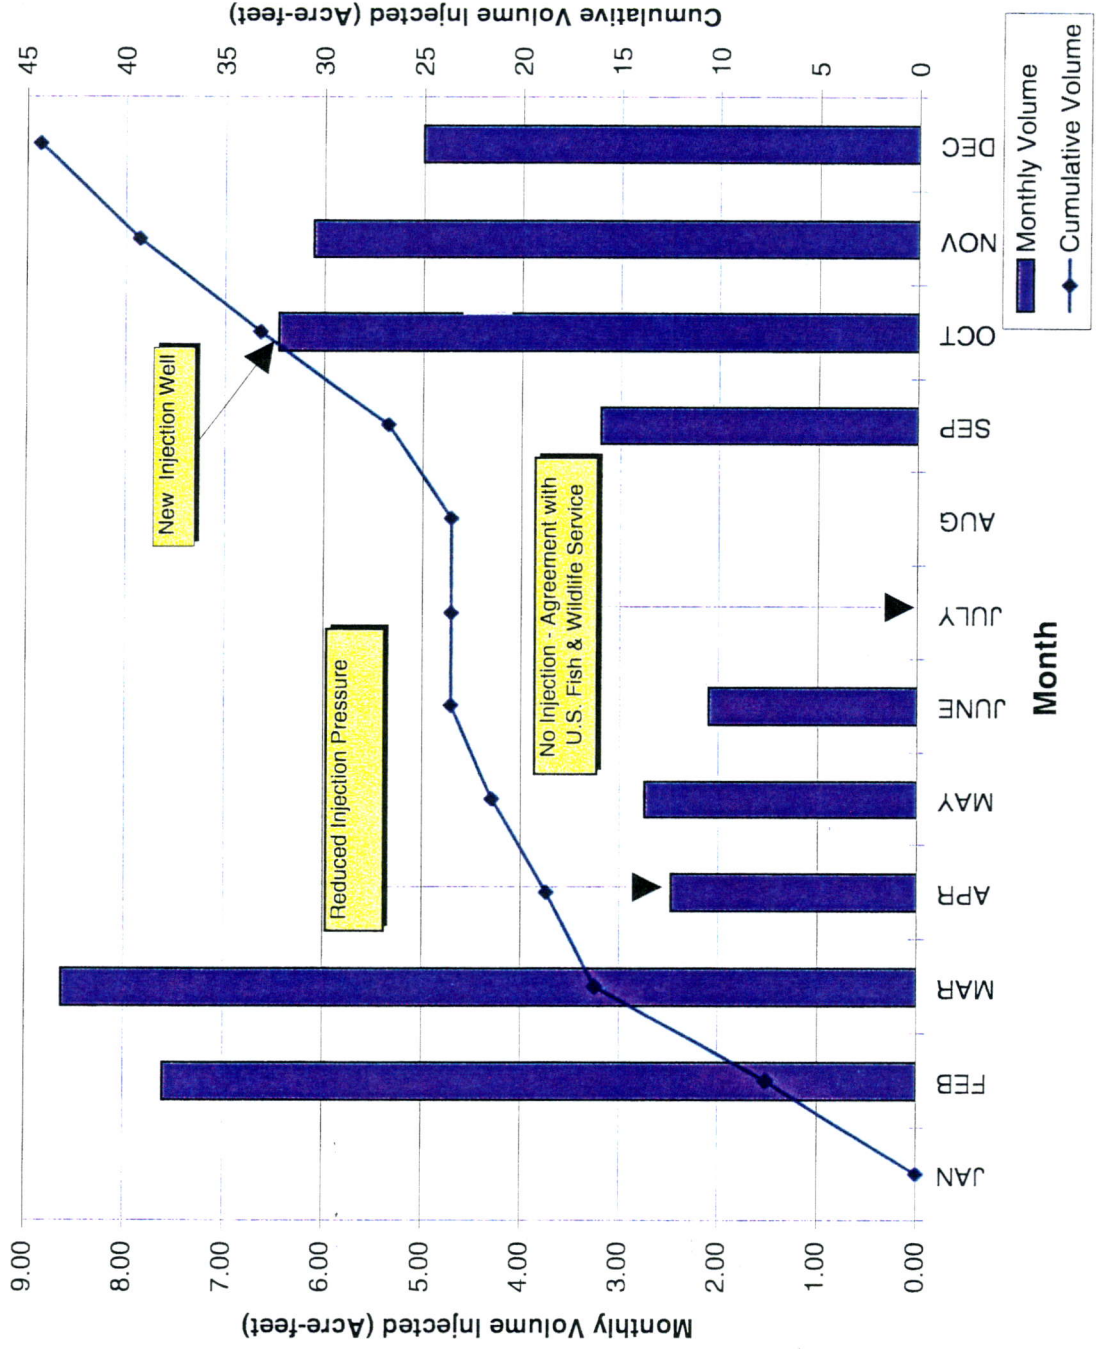 Monthly Volume Injected (Acre-feet)
9.00
8.00
7.00
6.00
5.00
4.00
3.00
2.00
1.00
0.00
Reduced Injection Pressure
New Injection Well
No Injection - Agreement with
U.S. Fish & Wildlife Service
JAN
FEB
MAR
APR
MAY
JUNE
JULY
AUG
SEP
OCT
NOV
DEC
Month
45
40
35
30
25
20
15
10
5
0
Cumulative Volume Injected (Acre-feet)
Monthly Volume
Cumulative Volume